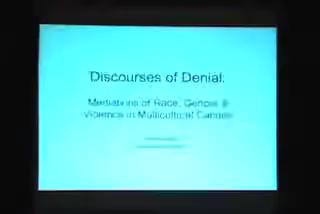 Discourses of Denial:
Mediations of Race, Gender &
Violence in Multicultural Canada